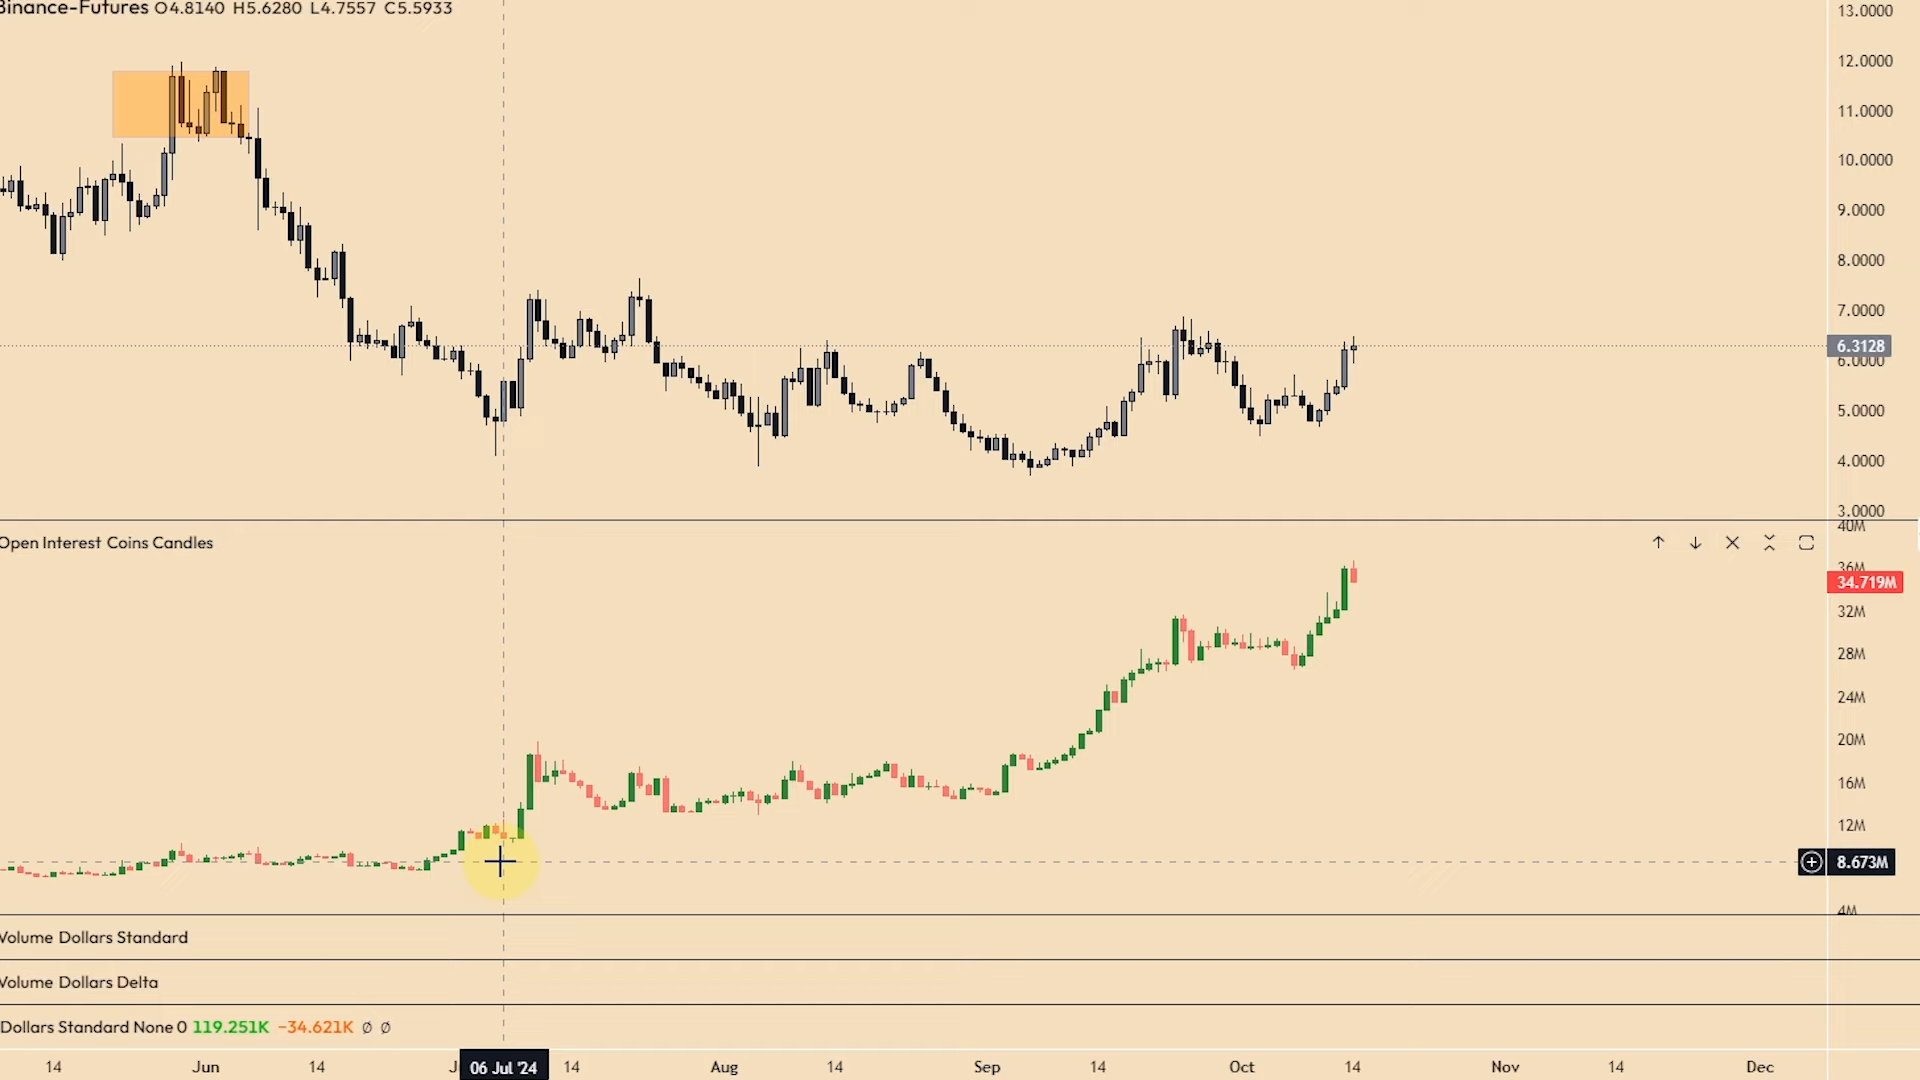 Binance-Futures O4.8140 H5.6280 L4.7557 C5.5933
13.0000
12.0000
11.0000
10.0000
9.0000
8.0000
7.0000
6.3128
6.0000
5.0000
4.0000
3.0000
Open Interest Coins Candles
40M
36M
34.719M
32M
28M
24M
20M
16M
12M
8.673M
4M
Volume Dollars Standard
Volume Dollars Delta
Dollars Standard None 0 119.251K −34.621K ∅ ∅
14 Jun 14 06 Jul '24 14 Aug 14 Sep 14 Oct 14 Nov 14 Dec